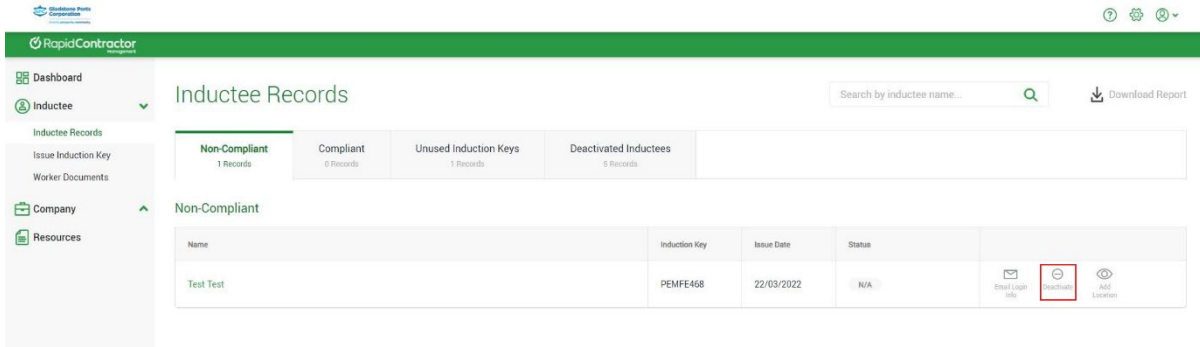 Gladstone Ports
Corporation
RapidContractor
Management
Dashboard
Inductee
Inductee Records
Issue Induction Key
Worker Documents
Company
Resources
Inductee Records
Search by inductee name...
Download Report
Non-Compliant
1 Records
Compliant
0 Records
Unused Induction Keys
1 Records
Deactivated Inductees
5 Records
Non-Compliant
Name
Induction Key
Issue Date
Status
Test Test
PEMFE468
22/03/2022
N/A
Email Login
Info
Deactivate
Add
Location